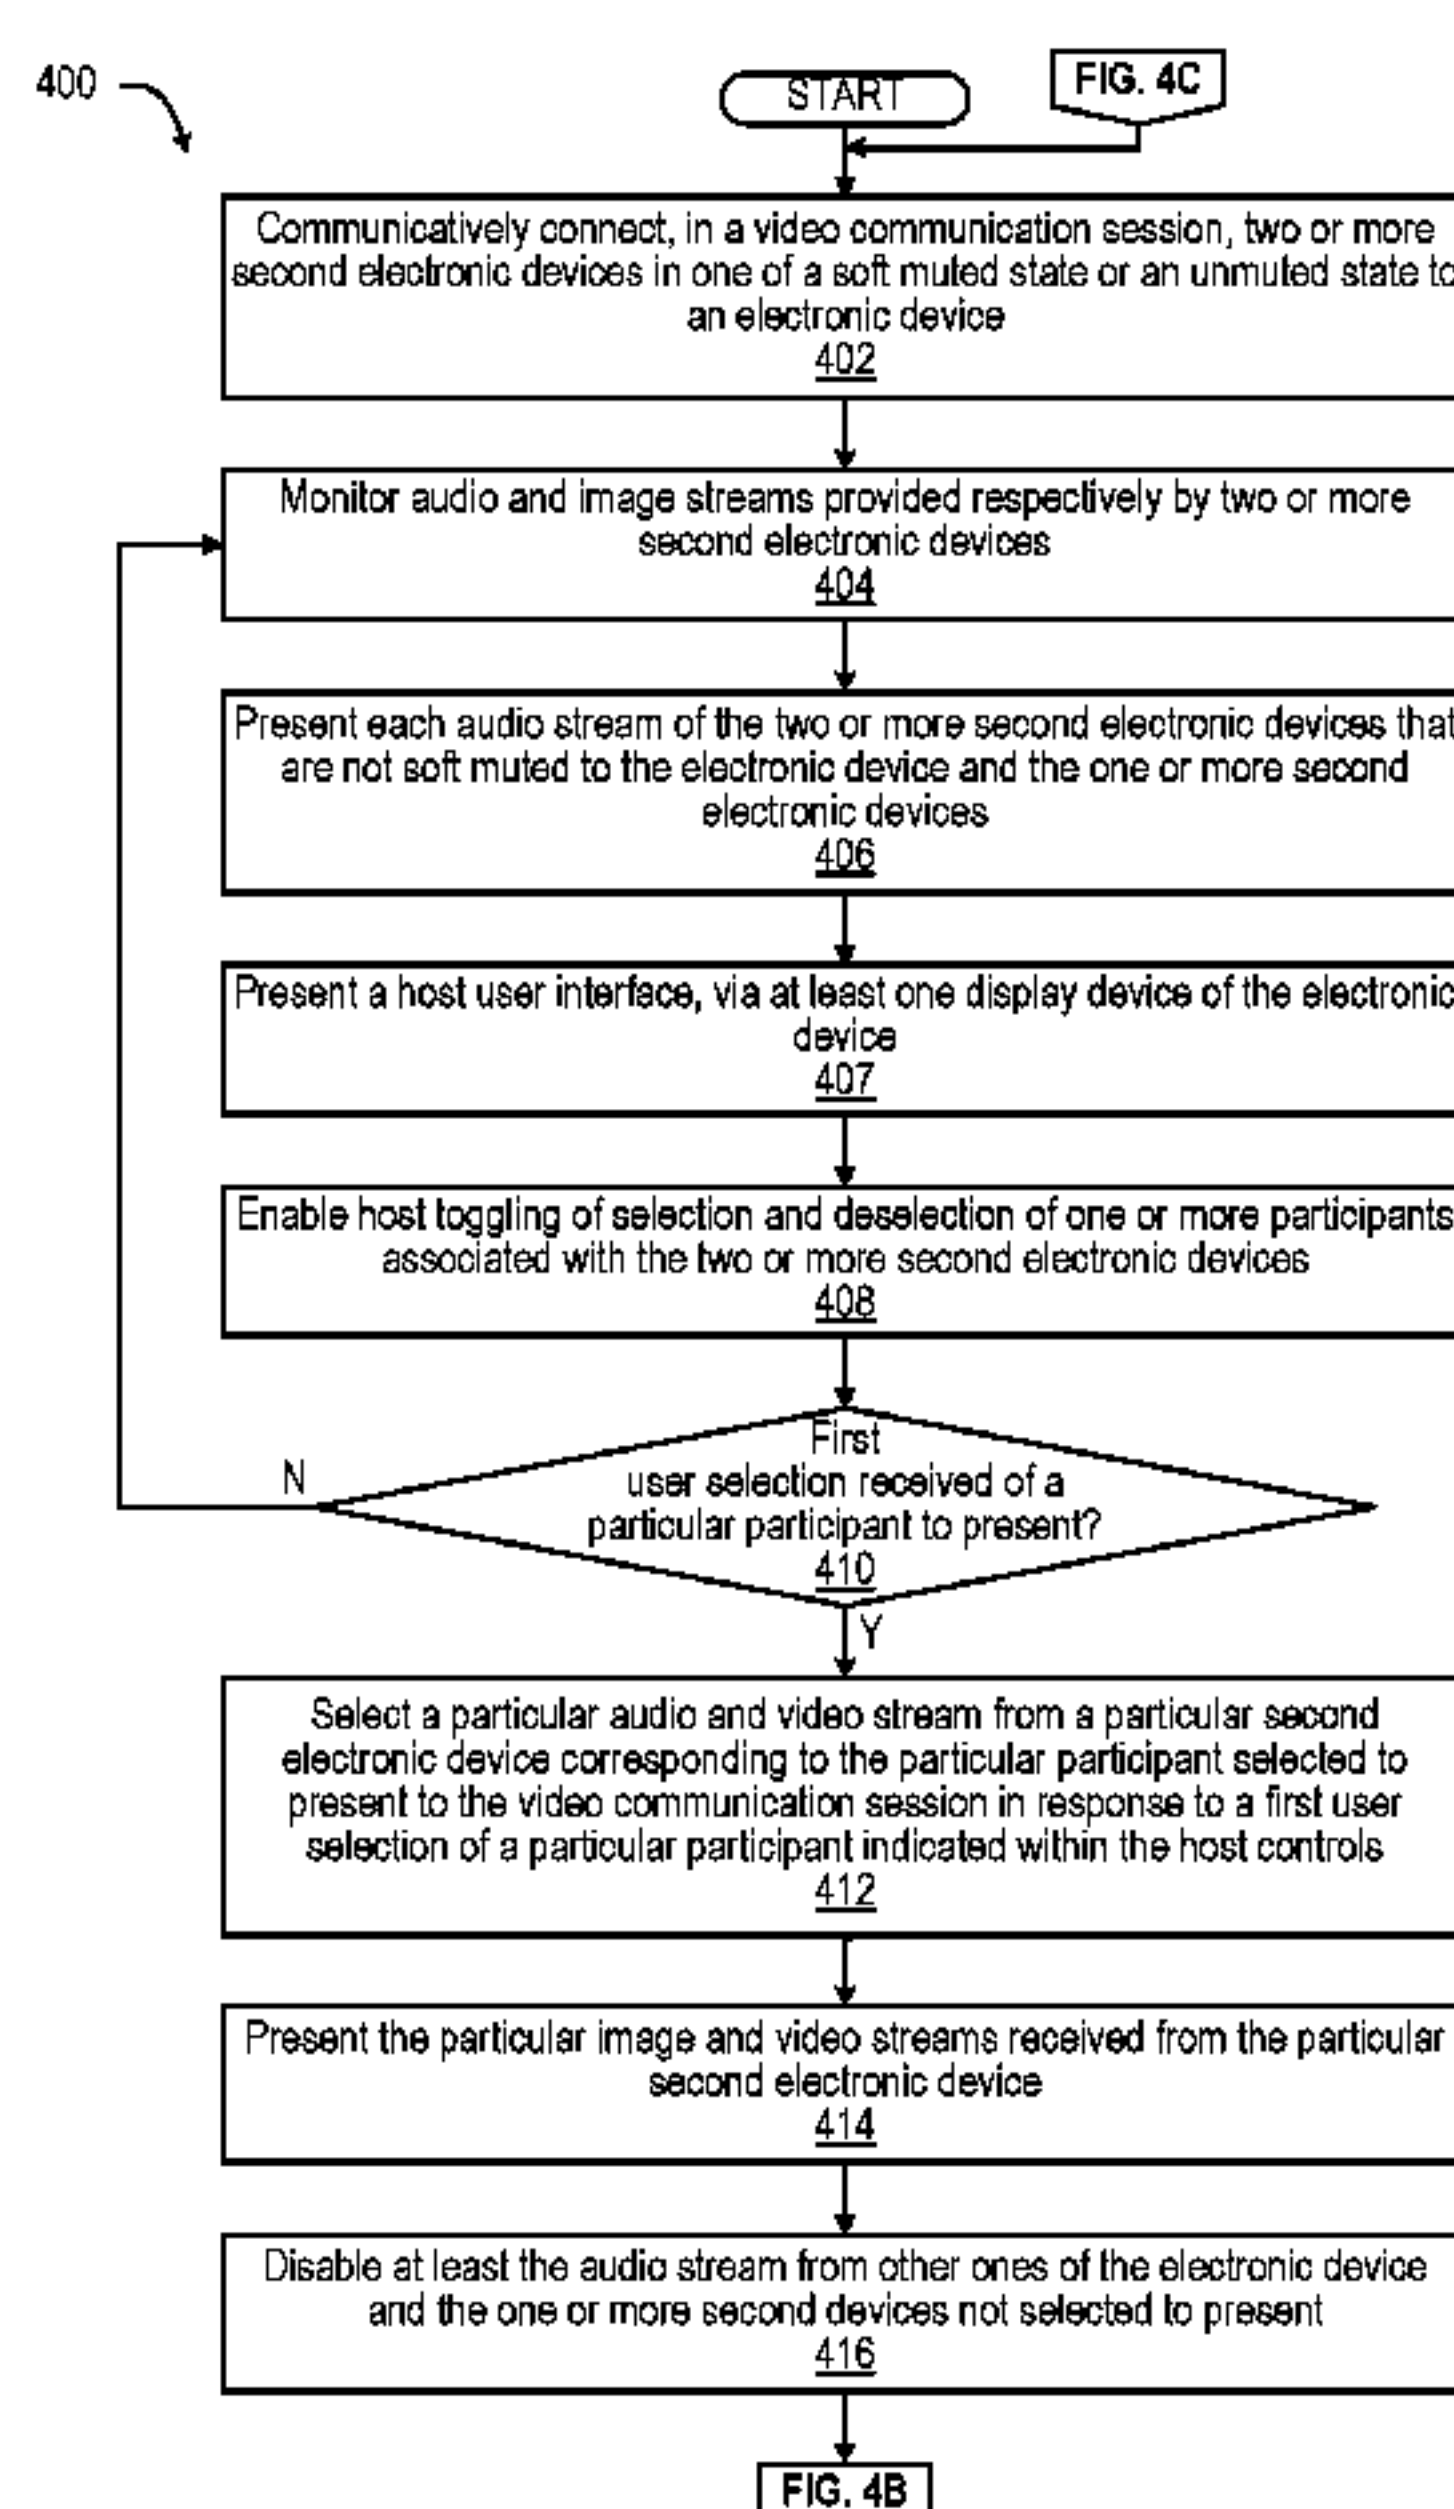 400
START
FIG. 4C
Communicatively connect, in a video communication session, two or more
second electronic devices in one of a soft muted state or an unmuted state to
an electronic device
402
Monitor audio and image streams provided respectively by two or more
second electronic devices
404
Present each audio stream of the two or more second electronic devices that
are not soft muted to the electronic device and the one or more second
electronic devices
406
Present a host user interface, via at least one display device of the electronic
device
407
Enable host toggling of selection and deselection of one or more participants
associated with the two or more second electronic devices
408
First
user selection received of a
particular participant to present?
410
N
Y
Select a particular audio and video stream from a particular second
electronic device corresponding to the particular participant selected to
present to the video communication session in response to a first user
selection of a particular participant indicated within the host controls
412
Present the particular image and video streams received from the particular
second electronic device
414
Disable at least the audio stream from other ones of the electronic device
and the one or more second devices not selected to present
416
FIG. 4B